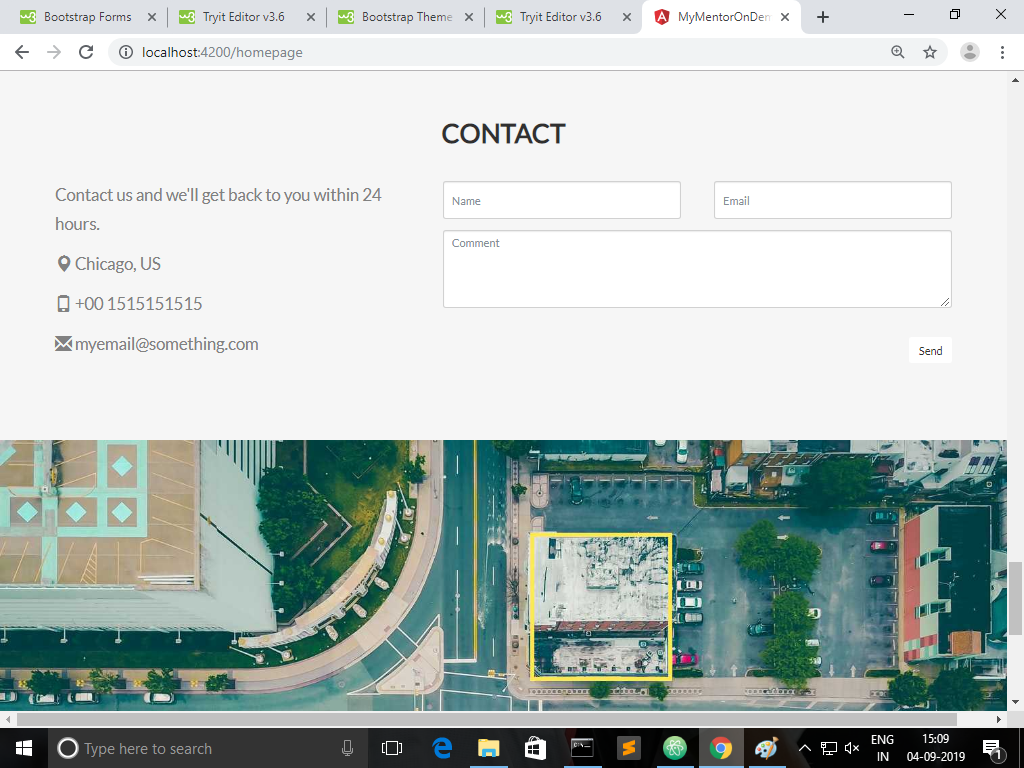 Bootstrap Forms
Tryit Editor v3.6
Bootstrap Theme
Tryit Editor v3.6
MyMentorOnDen
localhost:4200/homepage
CONTACT
Contact us and we'll get back to you within 24
hours.
Chicago, US
+00 1515151515
myemail@something.com
Name
Email
Comment
Send
Type here to search
ENG
IN
15:09
04-09-2019
1